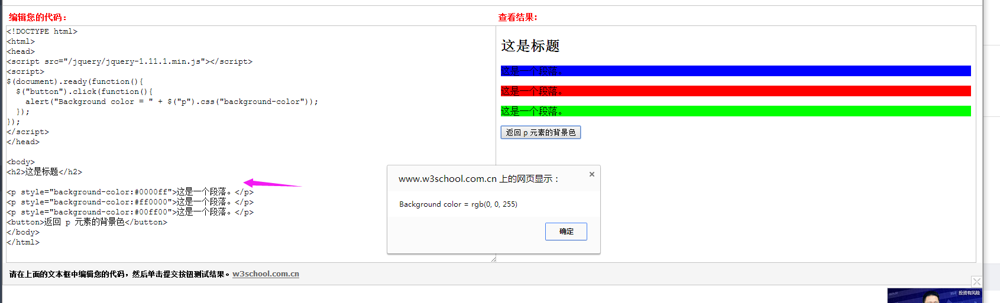 编辑您的代码：
<!DOCTYPE html>
<html>
<head>
<script src="/jquery/jquery-1.11.1.min.js"></script>
<script>
$(document).ready(function(){
  $("button").click(function(){
    alert("Background color = " + $("p").css("background-color"));
  });
});
</script>
</head>
<body>
<h2>这是标题</h2>
<p style="background-color:#0000ff">这是一个段落。</p>
<p style="background-color:#ff0000">这是一个段落。</p>
<p style="background-color:#00ff00">这是一个段落。</p>
<button>返回 p 元素的背景色</button>
</body>
</html>
查看结果：
这是标题
这是一个段落。
这是一个段落。
这是一个段落。
返回 p 元素的背景色
www.w3school.com.cn 上的网页显示：
Background color = rgb(0, 0, 255)
确定
请在上面的文本框中编辑您的代码，然后单击提交按钮测试结果。w3school.com.cn
投资有风险